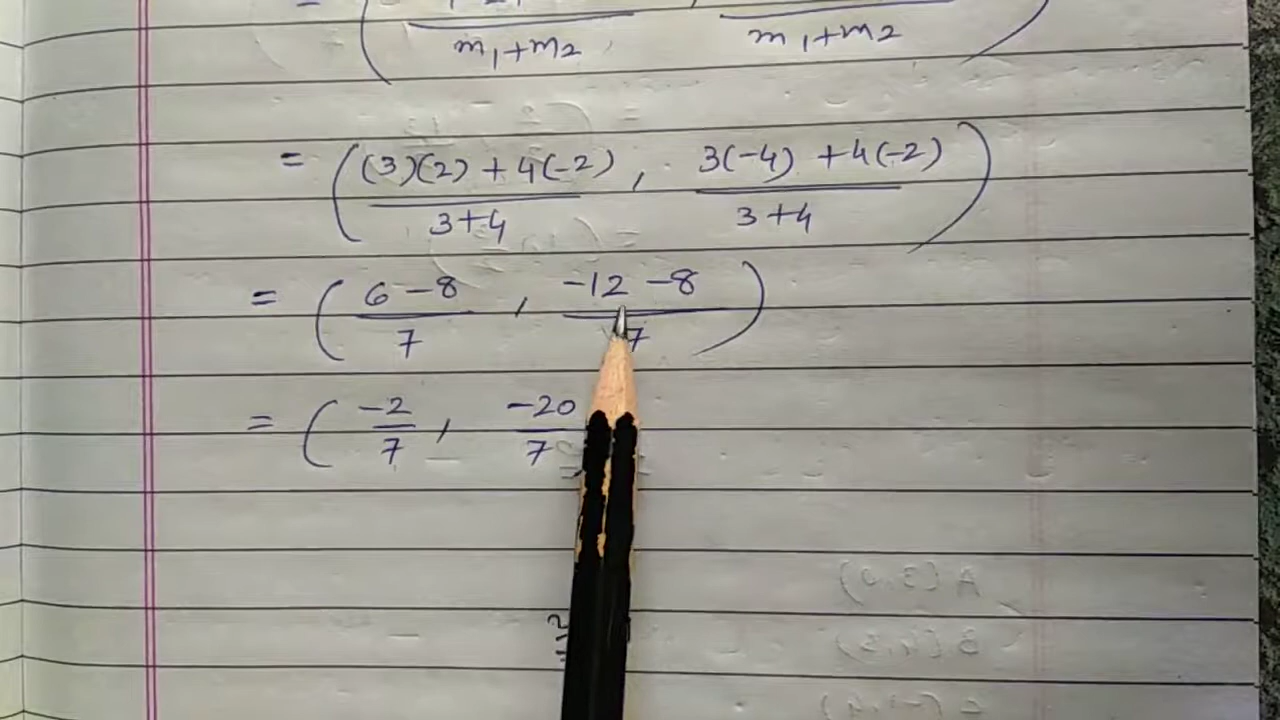 = ( / m₁+m₂ , / m₁+m₂ )
= ( (3)(2) + 4(-2) / 3+4 , 3(-4) + 4(-2) / 3+4 )
= ( 6-8 / 7 , -12-8 / 7 )
= ( -2/7 , -20/7